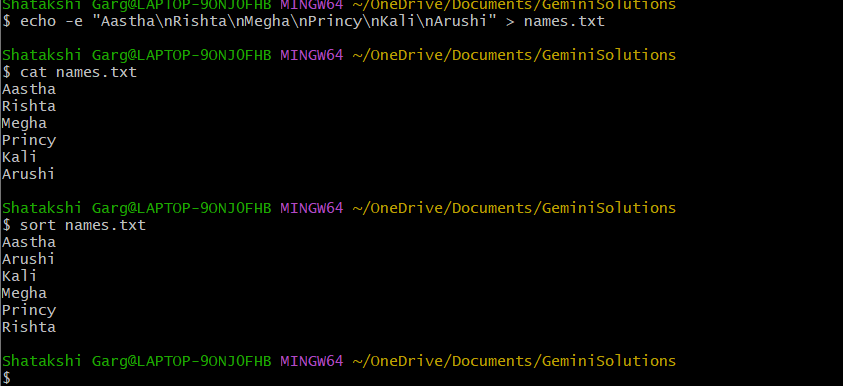 Shatakshi Garg@LAPTOP-9ONJ0FHB MINGW64 ~/OneDrive/Documents/GeminiSolutions
$ echo -e "Aastha\nRishta\nMegha\nPrincy\nKali\nArushi" > names.txt
Shatakshi Garg@LAPTOP-9ONJ0FHB MINGW64 ~/OneDrive/Documents/GeminiSolutions
$ cat names.txt
Aastha
Rishta
Megha
Princy
Kali
Arushi
Shatakshi Garg@LAPTOP-9ONJ0FHB MINGW64 ~/OneDrive/Documents/GeminiSolutions
$ sort names.txt
Aastha
Arushi
Kali
Megha
Princy
Rishta
Shatakshi Garg@LAPTOP-9ONJ0FHB MINGW64 ~/OneDrive/Documents/GeminiSolutions
$